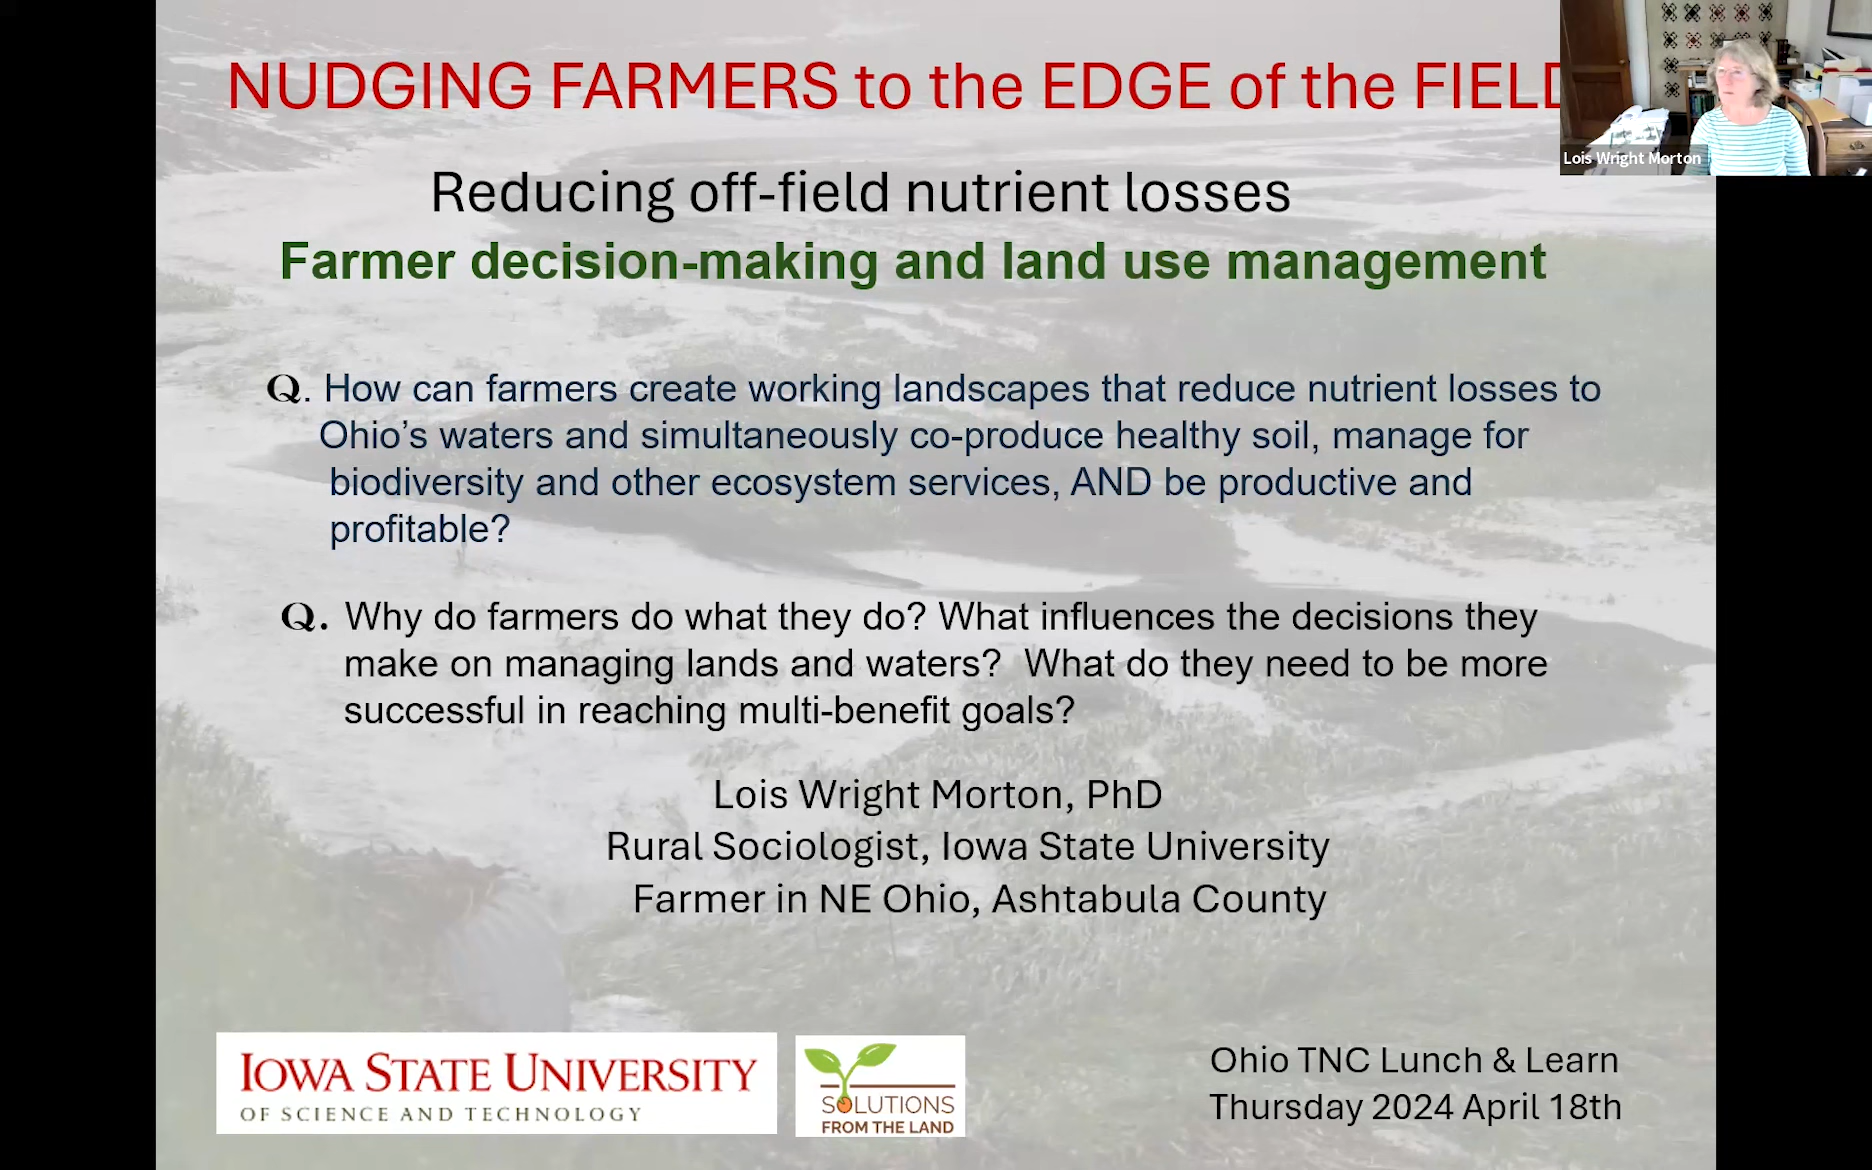 NUDGING FARMERS to the EDGE of the FIELD
Lois Wright Morton
Reducing off-field nutrient losses
Farmer decision-making and land use management
Q. How can farmers create working landscapes that reduce nutrient losses to
Ohio’s waters and simultaneously co-produce healthy soil, manage for
biodiversity and other ecosystem services, AND be productive and
profitable?
Q. Why do farmers do what they do? What influences the decisions they
make on managing lands and waters? What do they need to be more
successful in reaching multi-benefit goals?
Lois Wright Morton, PhD
Rural Sociologist, Iowa State University
Farmer in NE Ohio, Ashtabula County
IOWA STATE UNIVERSITY
OF SCIENCE AND TECHNOLOGY
SOLUTIONS
FROM THE LAND
Ohio TNC Lunch & Learn
Thursday 2024 April 18th